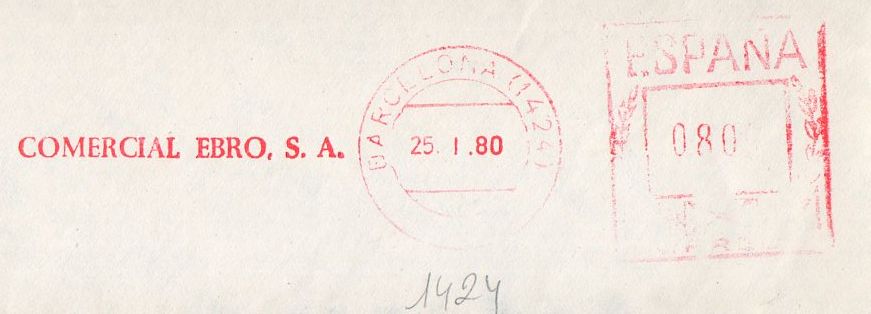 COMERCIAL EBRO, S. A.
BARCELONA (1424)
25. I .80
ESPAÑA
080
1424